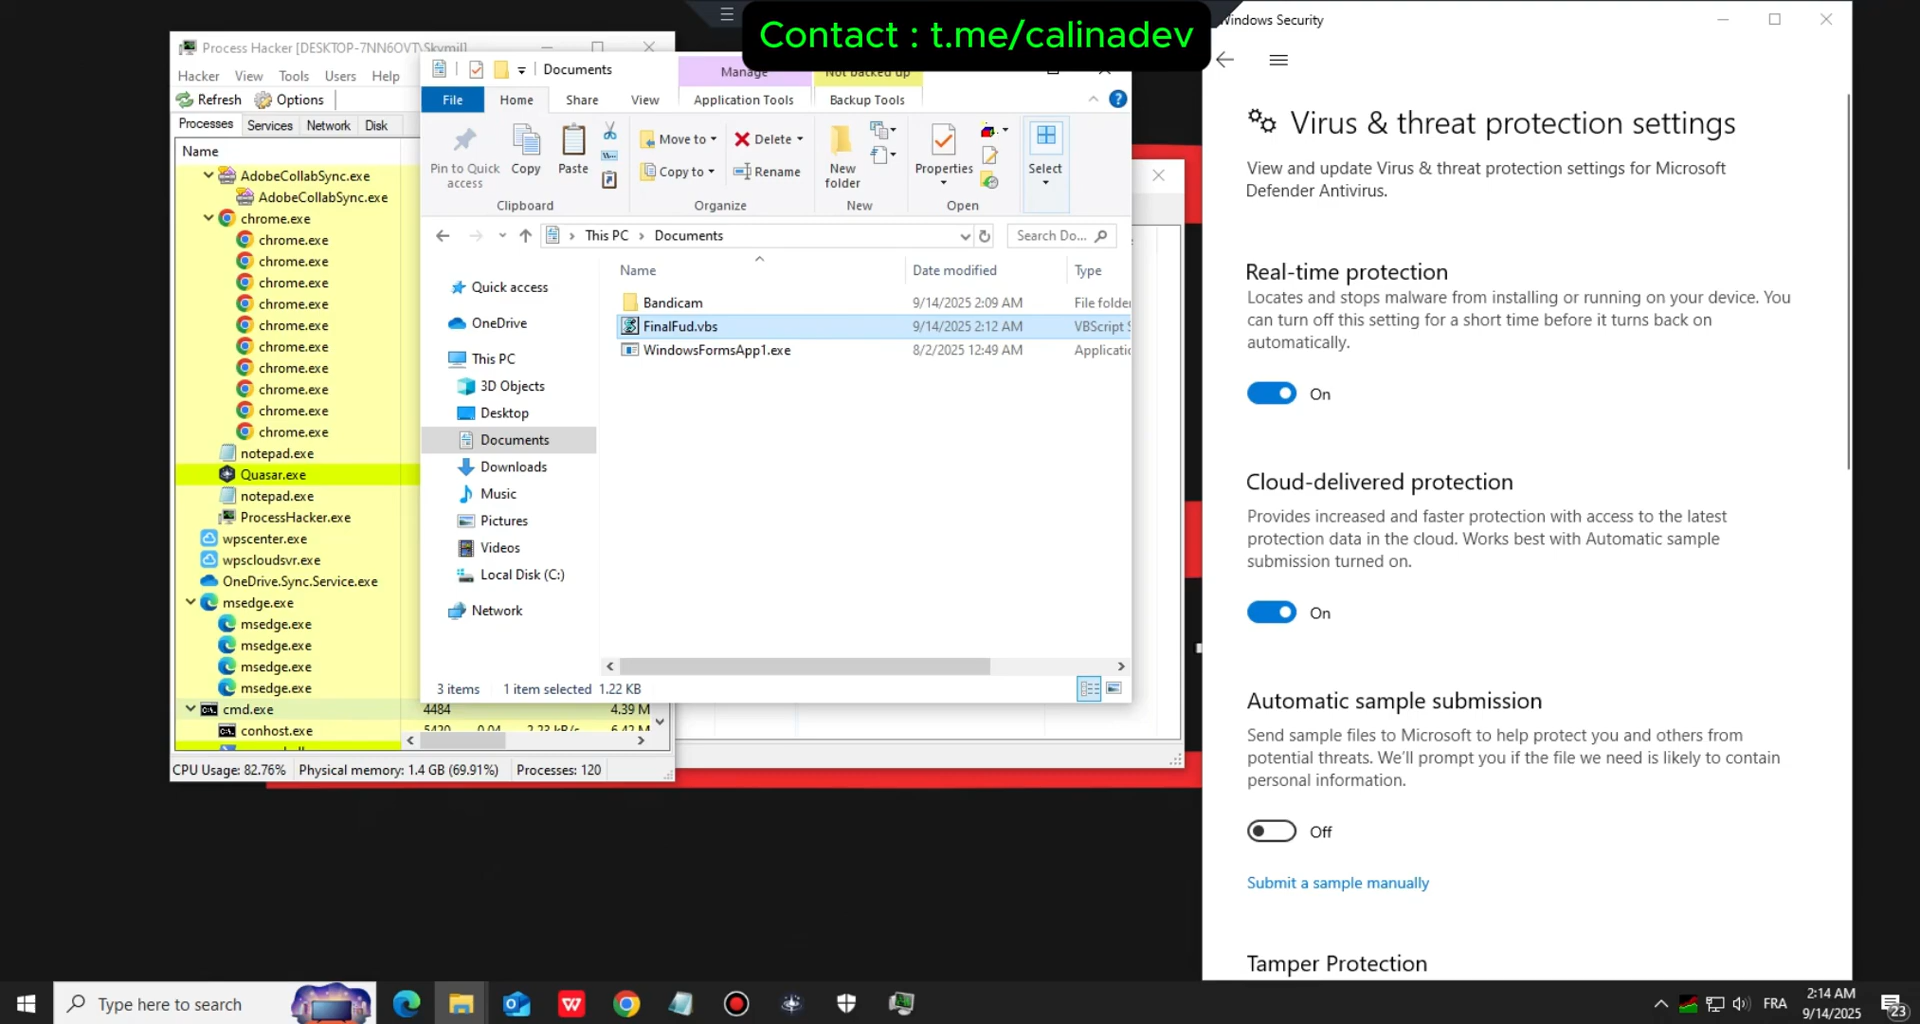 Contact : t.me/calinadev
Process Hacker [DESKTOP-7NN6OVT\Skymil]
Hacker View Tools Users Help
Refresh Options
Processes Services Network Disk
Name
AdobeCollabSync.exe
AdobeCollabSync.exe
chrome.exe
chrome.exe
chrome.exe
chrome.exe
chrome.exe
chrome.exe
chrome.exe
chrome.exe
chrome.exe
chrome.exe
chrome.exe
notepad.exe
Quasar.exe
notepad.exe
ProcessHacker.exe
wpscenter.exe
wpscloudsvr.exe
OneDrive.Sync.Service.exe
msedge.exe
msedge.exe
msedge.exe
msedge.exe
msedge.exe
cmd.exe 4484 4.39 M
conhost.exe 5420 0.04 2.23 kB/s 6.42 M
CPU Usage: 82.76% Physical memory: 1.4 GB (69.91%) Processes: 120
Documents
Manage
Not backed up
File Home Share View Application Tools Backup Tools
Pin to Quick access
Copy
Paste
Clipboard
Move to
Copy to
Delete
Rename
Organize
New folder
New
Properties
Open
Select
This PC Documents
Search Do...
Name Date modified Type
Bandicam 9/14/2025 2:09 AM File folder
FinalFud.vbs 9/14/2025 2:12 AM VBScript S
WindowsFormsApp1.exe 8/2/2025 12:49 AM Applicatio
Quick access
OneDrive
This PC
3D Objects
Desktop
Documents
Downloads
Music
Pictures
Videos
Local Disk (C:)
Network
3 items 1 item selected 1.22 KB
Windows Security
Virus & threat protection settings
View and update Virus & threat protection settings for Microsoft
Defender Antivirus.
Real-time protection
Locates and stops malware from installing or running on your device. You
can turn off this setting for a short time before it turns back on
automatically.
On
Cloud-delivered protection
Provides increased and faster protection with access to the latest
protection data in the cloud. Works best with Automatic sample
submission turned on.
On
Automatic sample submission
Send sample files to Microsoft to help protect you and others from
potential threats. We'll prompt you if the file we need is likely to contain
personal information.
Off
Submit a sample manually
Tamper Protection
Type here to search
FRA
2:14 AM
9/14/2025
23